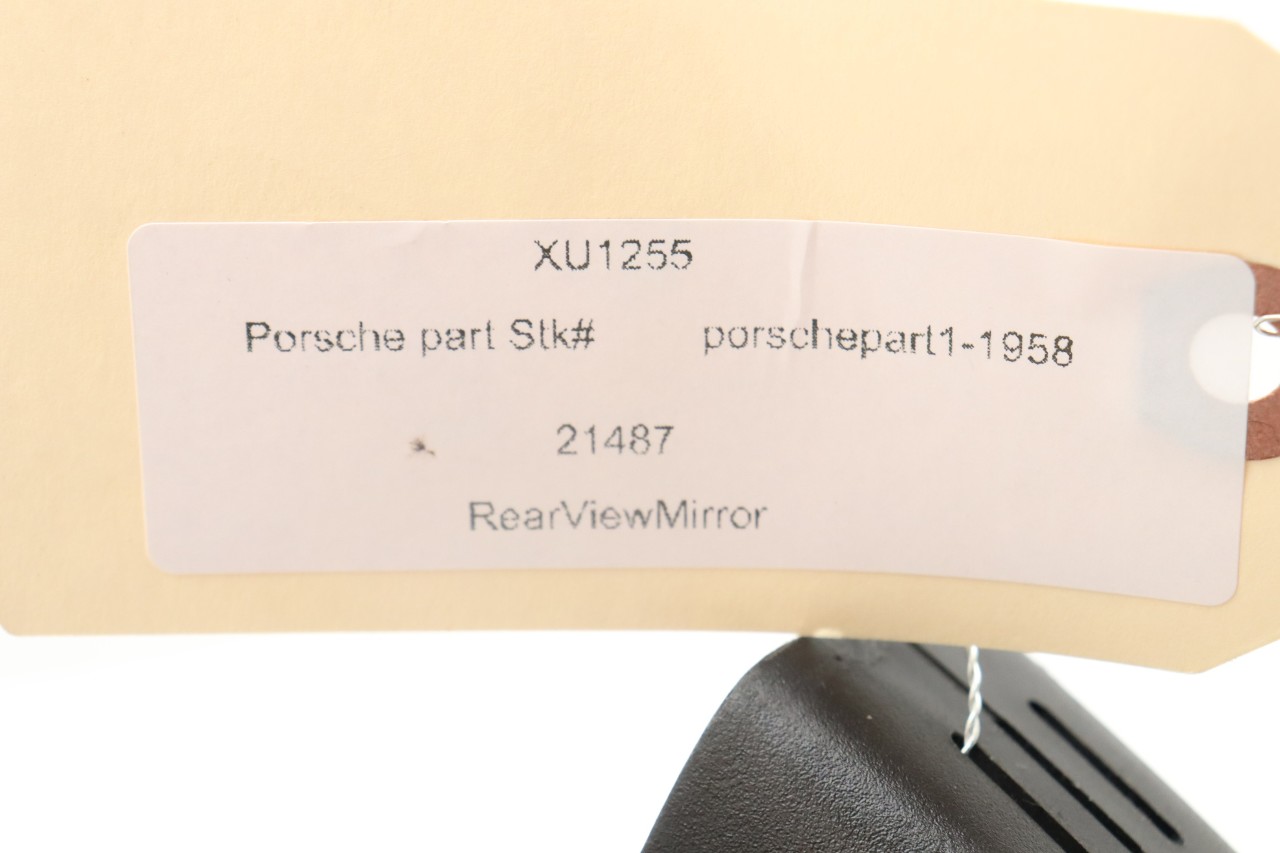 XU1255
Porsche part Stk# porschepart1-1958
21487
RearViewMirror